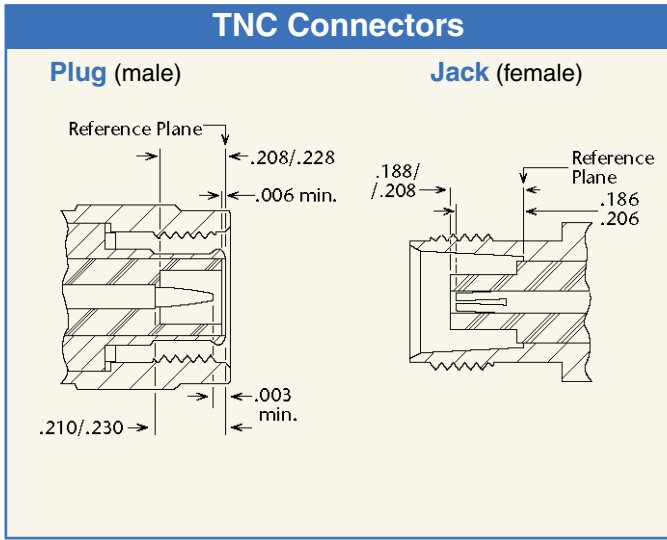 TNC Connectors
Plug (male)
Jack (female)
Reference Plane
.208/.228
.006 min.
.003
min.
.210/.230
.188/
/.208
Reference
Plane
.186
.206